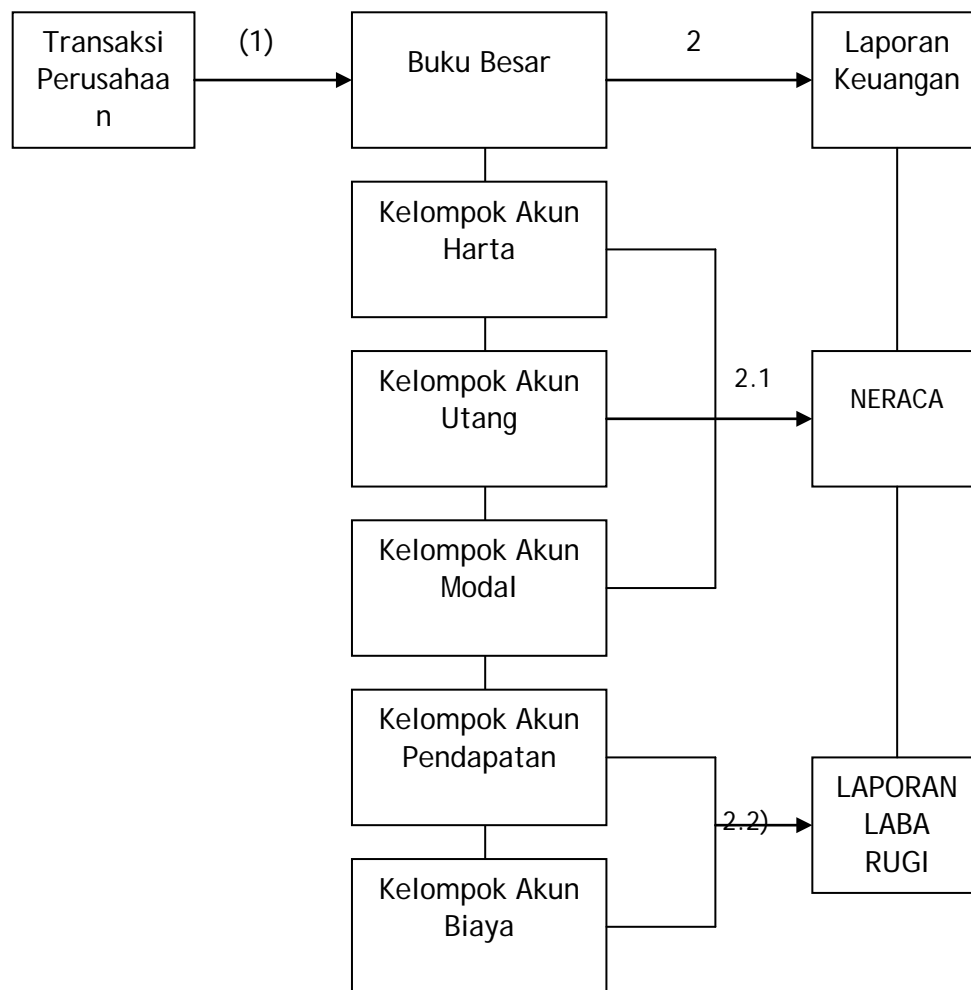 Transaksi
Perusahaa
n
(1)
Buku Besar
2
Laporan
Keuangan
Kelompok Akun
Harta
Kelompok Akun
Utang
2.1
NERACA
Kelompok Akun
Modal
Kelompok Akun
Pendapatan
2.2)
LAPORAN
LABA
RUGI
Kelompok Akun
Biaya